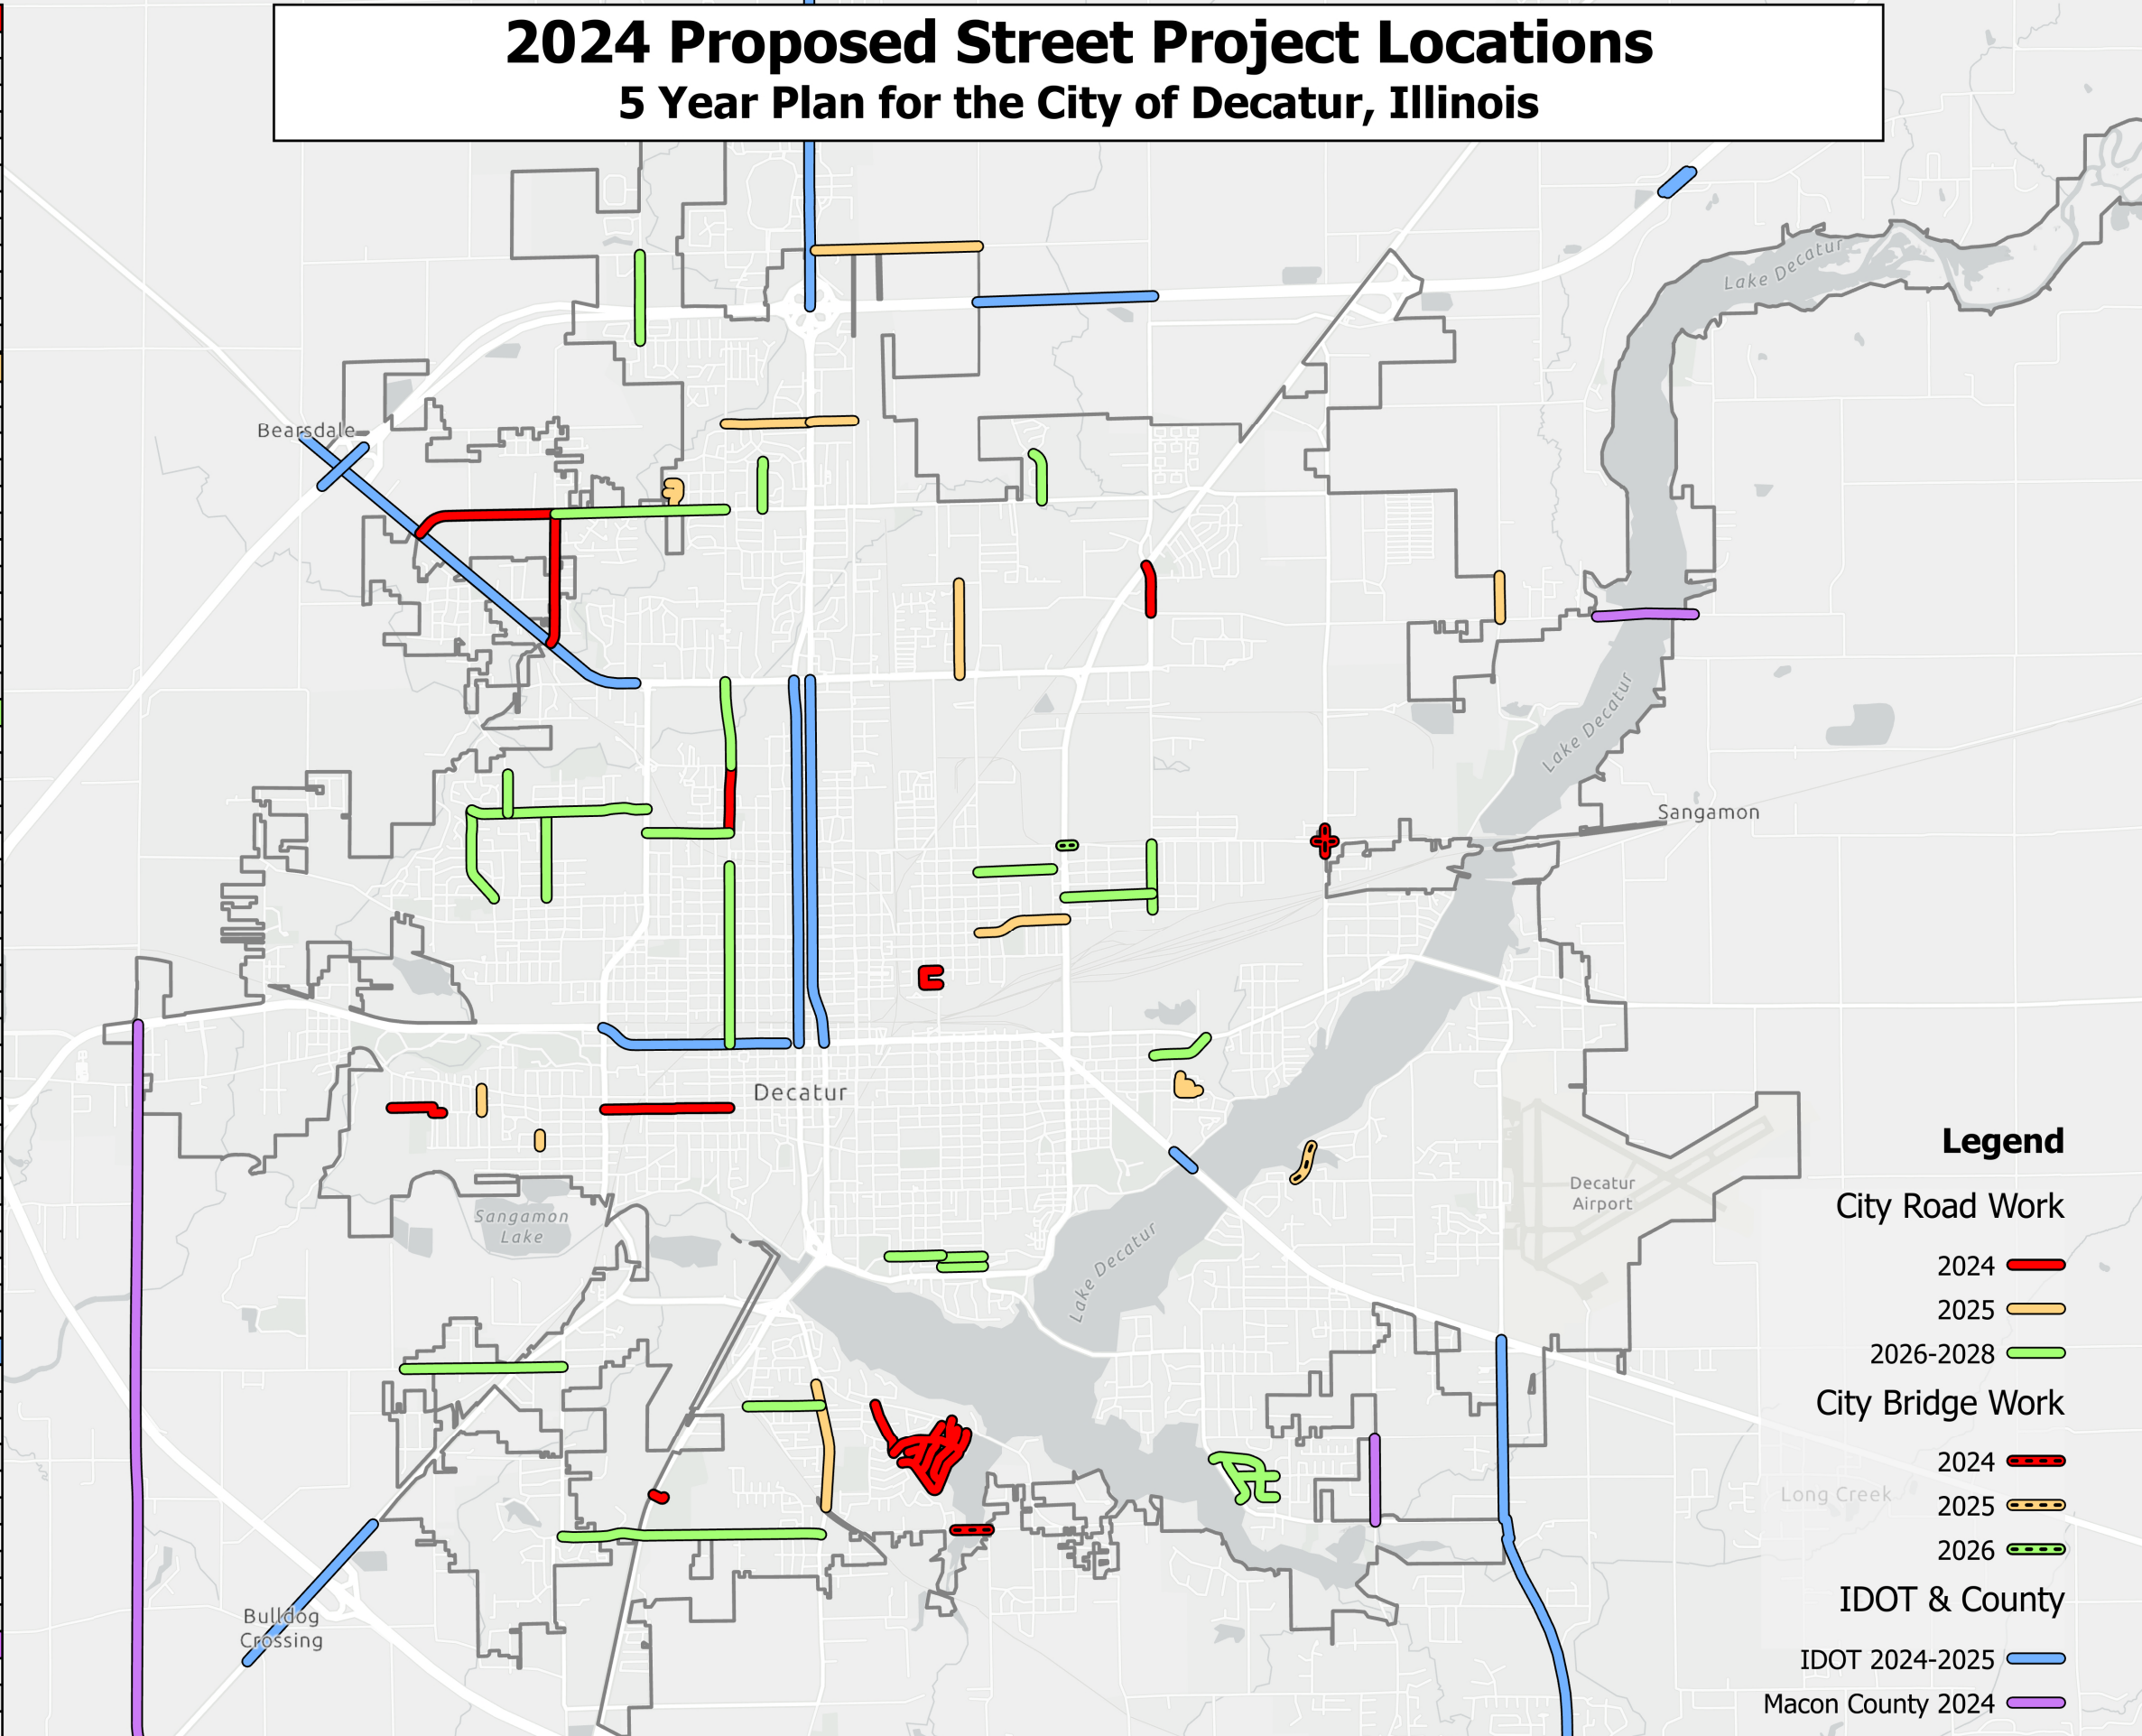 2024 Proposed Street Project Locations
5 Year Plan for the City of Decatur, Illinois
Lake Decatur
Bearsdale
Lake Decatur
Sangamon
Decatur
Decatur
Airport
Sangamon
Lake
Lake Decatur
Long Creek
Bulldog
Crossing
Legend
City Road Work
2024
2025
2026-2028
City Bridge Work
2024
2025
2026
IDOT & County
IDOT 2024-2025
Macon County 2024